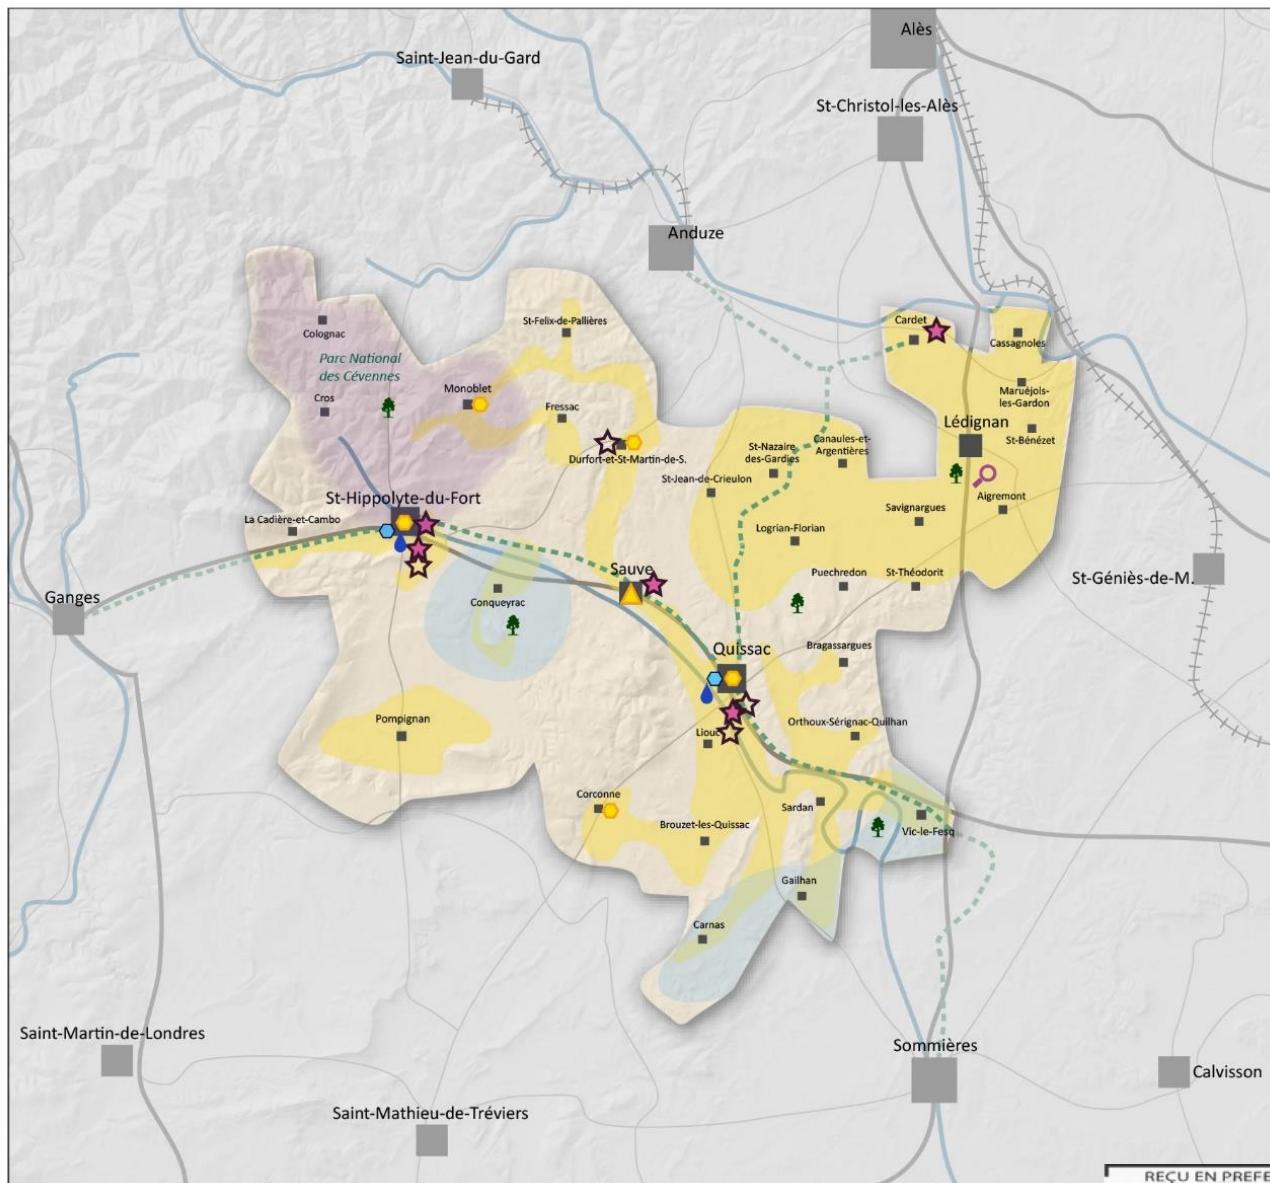 Alès
Saint-Jean-du-Gard
St-Christol-les-Alès
Anduze
Cardet
Cassagnoles
St-Felix-de-Pallières
Colognac
Parc National
des Cévennes
Monoblet
Cros
Fressac
Maruéjols-
les-Gardon
Lédignan
St-Bénézet
Durfort-et-St-Martin-de-S.
St-Nazaire
des-Gardies
Canaules-et-
Argentières
St-Jean-de-Crieulon
St-Hippolyte-du-Fort
Aigremont
La Cadière-et-Cambo
Savignargues
Logrian-Florian
Sauve
Puechredon
St-Théodorit
St-Géniès-de-M.
Ganges
Conqueyrac
Quissac
Bragassargues
Pompignan
Liouc
Orthoux-Sérignac-Quilhan
Corconne
Sardan
Brouzet-les-Quissac
Vic-le-Fesq
Gailhan
Carnas
Saint-Martin-de-Londres
Sommières
Calvisson
Saint-Mathieu-de-Tréviers
REÇU EN PREFE